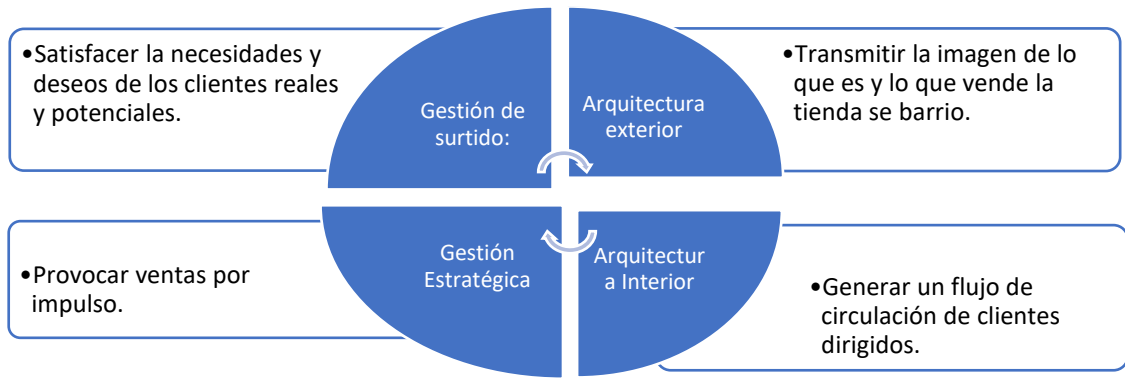 •Satisfacer la necesidades y
deseos de los clientes reales
y potenciales.
Gestión de
surtido:
Arquitectura
exterior
•Transmitir la imagen de lo
que es y lo que vende la
tienda se barrio.
•Provocar ventas por
impulso.
Gestión
Estratégica
Arquitectur
a Interior
•Generar un flujo de
circulación de clientes
dirigidos.